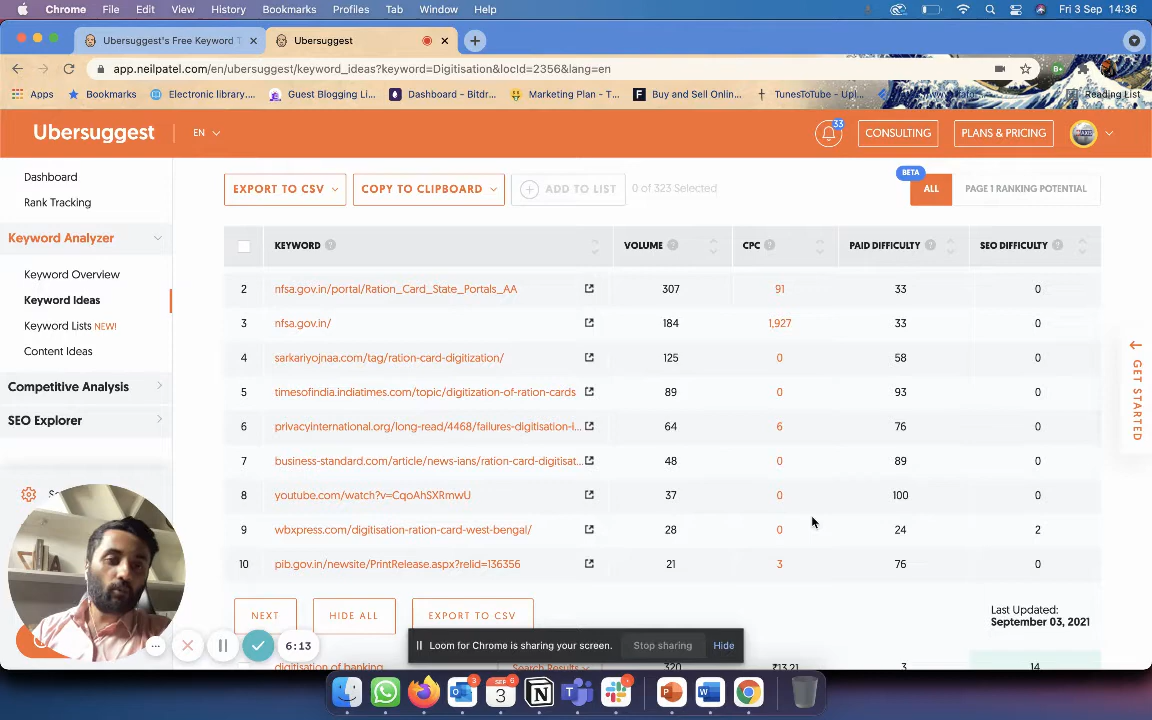 Chrome File Edit View History Bookmarks Profiles Tab Window Help Fri 3 Sep 14:36
Ubersuggest's Free Keyword T Ubersuggest
app.neilpatel.com/en/ubersuggest/keyword_ideas?keyword=Digitisation&locId=2356&lang=en
Apps Bookmarks Electronic library.... Guest Blogging Li... Dashboard - Bitdr... Marketing Plan - T... Buy and Sell Onlin... TunesToTube - Upl... Reading List
Ubersuggest EN 33 CONSULTING PLANS & PRICING
Dashboard
Rank Tracking
Keyword Analyzer
Keyword Overview
Keyword Ideas
Keyword Lists NEW!
Content Ideas
Competitive Analysis
SEO Explorer
EXPORT TO CSV COPY TO CLIPBOARD ADD TO LIST 0 of 323 Selected BETA ALL PAGE 1 RANKING POTENTIAL
KEYWORD VOLUME CPC PAID DIFFICULTY SEO DIFFICULTY
2 nfsa.gov.in/portal/Ration_Card_State_Portals_AA 307 91 33 0
3 nfsa.gov.in/ 184 1,927 33 0
4 sarkariyojnaa.com/tag/ration-card-digitization/ 125 0 58 0
5 timesofindia.indiatimes.com/topic/digitization-of-ration-cards 89 0 93 0
6 privacyinternational.org/long-read/4468/failures-digitisation-i... 64 6 76 0
7 business-standard.com/article/news-ians/ration-card-digitisat... 48 0 89 0
8 youtube.com/watch?v=CqoAhSXRmwU 37 0 100 0
9 wbxpress.com/digitisation-ration-card-west-bengal/ 28 0 24 2
10 pib.gov.in/newsite/PrintRelease.aspx?relid=136356 21 3 76 0
GET STARTED
NEXT HIDE ALL EXPORT TO CSV
Last Updated:
September 03, 2021
6:13
Loom for Chrome is sharing your screen. Stop sharing Hide
digitisation of banking Search Results 320 ₹13.21 3 14